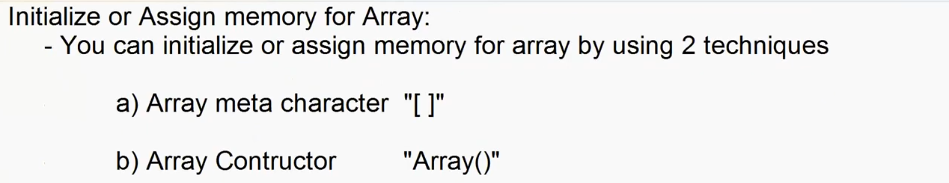 Initialize or Assign memory for Array:
- You can initialize or assign memory for array by using 2 techniques
a) Array meta character "[ ]"
b) Array Contructor "Array()"